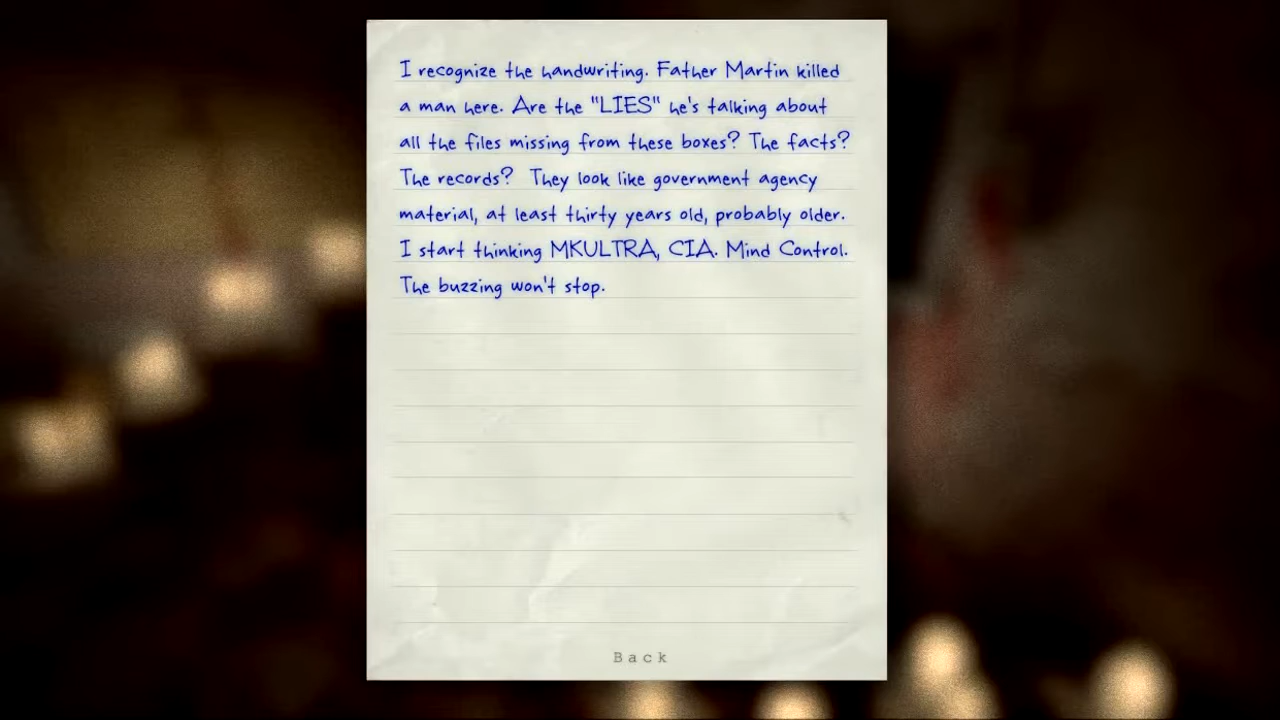 I recognize the handwriting. Father Martin killed
a man here. Are the "LIES" he's talking about
all the files missing from these boxes? The facts?
The records? They look like government agency
material, at least thirty years old, probably older.
I start thinking MKULTRA, CIA. Mind Control.
The buzzing won't stop.
Back